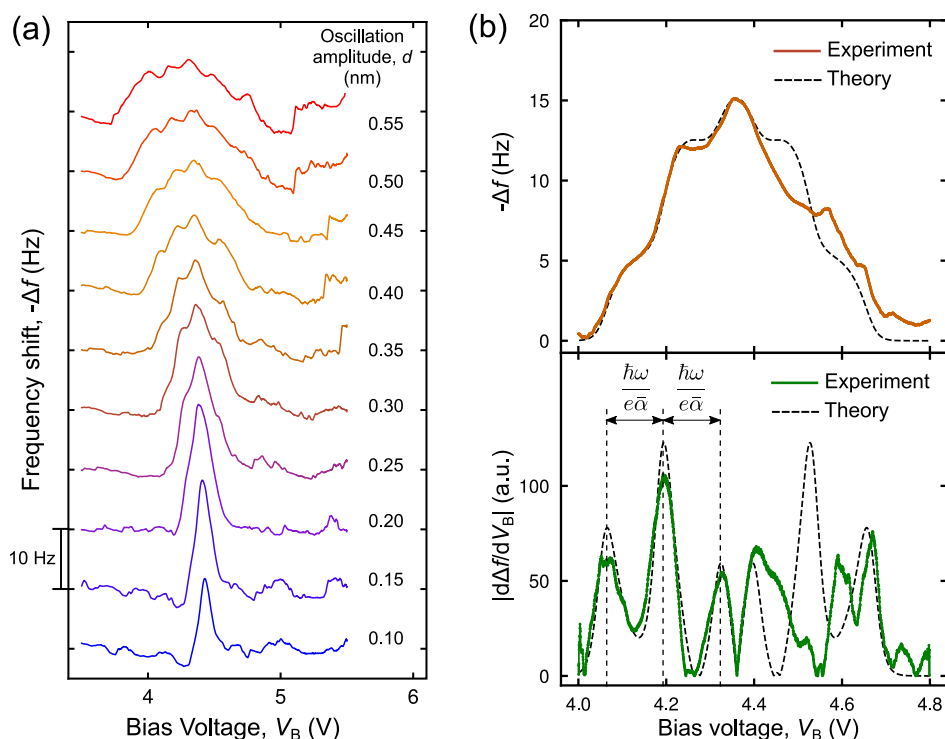 (a)
Oscillation
amplitude, d
(nm)
0.55
0.50
0.45
0.40
0.35
0.30
0.25
0.20
0.15
0.10
10 Hz
Frequency shift, -Δf (Hz)
4 5 6
Bias Voltage, V_B (V)
(b)
20
15
10
5
0
-Δf (Hz)
Experiment
Theory
ħω/eᾱ ħω/eᾱ
Experiment
Theory
100
50
0
|dΔf/dV_B| (a.u.)
4.0 4.2 4.4 4.6 4.8
Bias voltage, V_B (V)